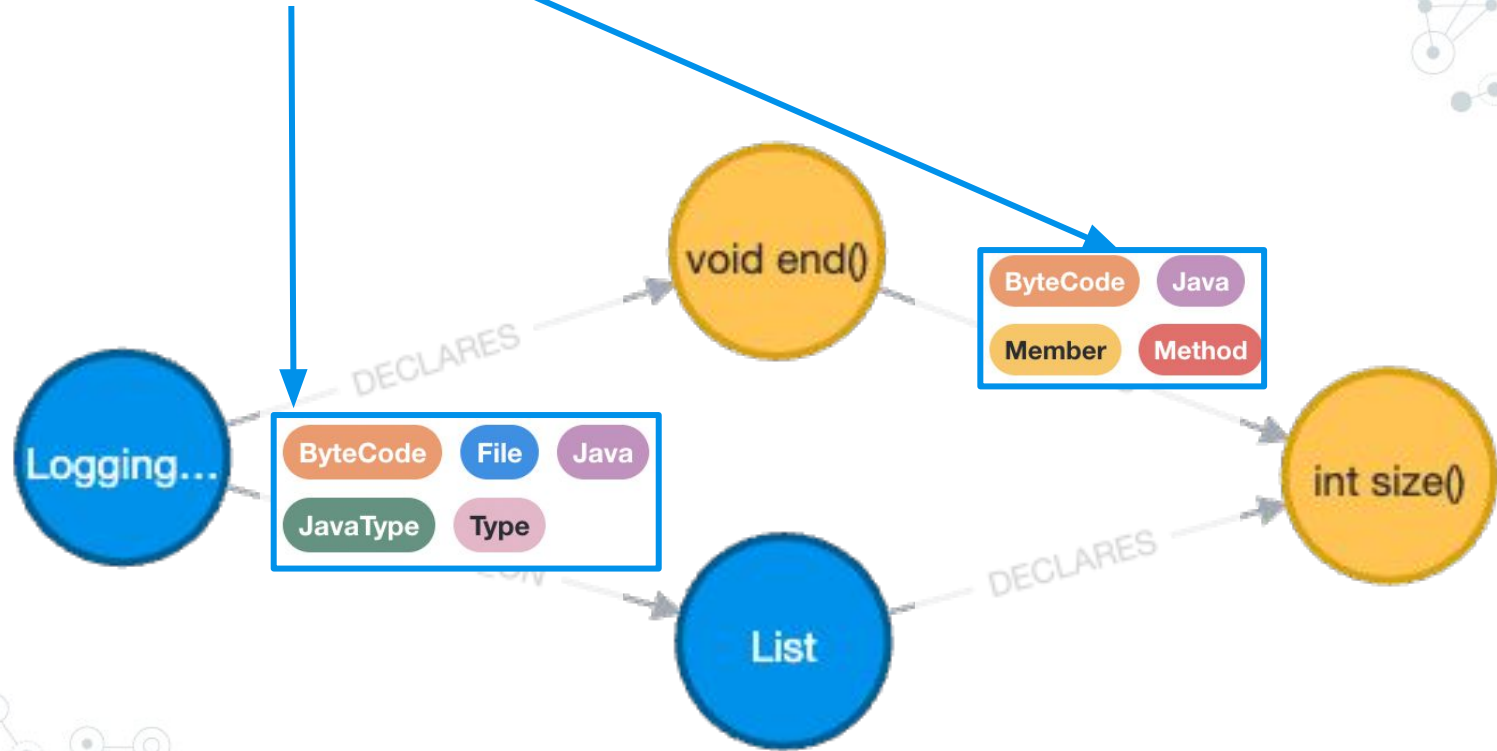 void end()
ByteCode Java
Member Method
DECLARES
Logging...
ByteCode File Java
JavaType Type
int size()
DECLARES
List